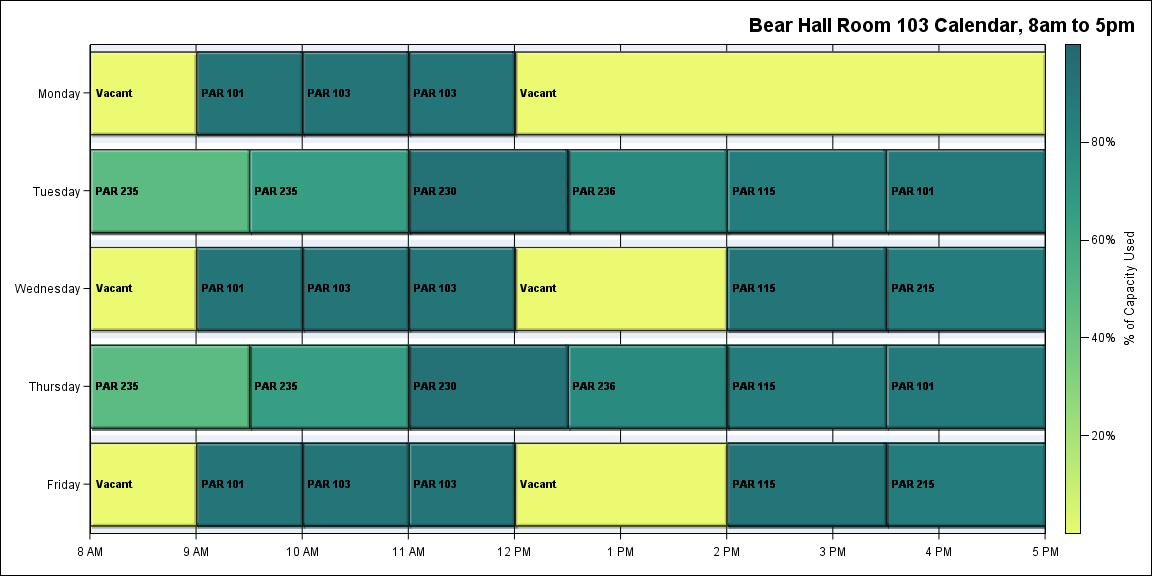 Bear Hall Room 103 Calendar, 8am to 5pm
Monday
Vacant
PAR 101
PAR 103
PAR 103
Vacant
Tuesday
PAR 235
PAR 235
PAR 230
PAR 236
PAR 115
PAR 101
Wednesday
Vacant
PAR 101
PAR 103
PAR 103
Vacant
PAR 115
PAR 215
Thursday
PAR 235
PAR 235
PAR 230
PAR 236
PAR 115
PAR 101
Friday
Vacant
PAR 101
PAR 103
PAR 103
Vacant
PAR 115
PAR 215
8 AM
9 AM
10 AM
11 AM
12 PM
1 PM
2 PM
3 PM
4 PM
5 PM
80%
60%
40%
20%
% of Capacity Used